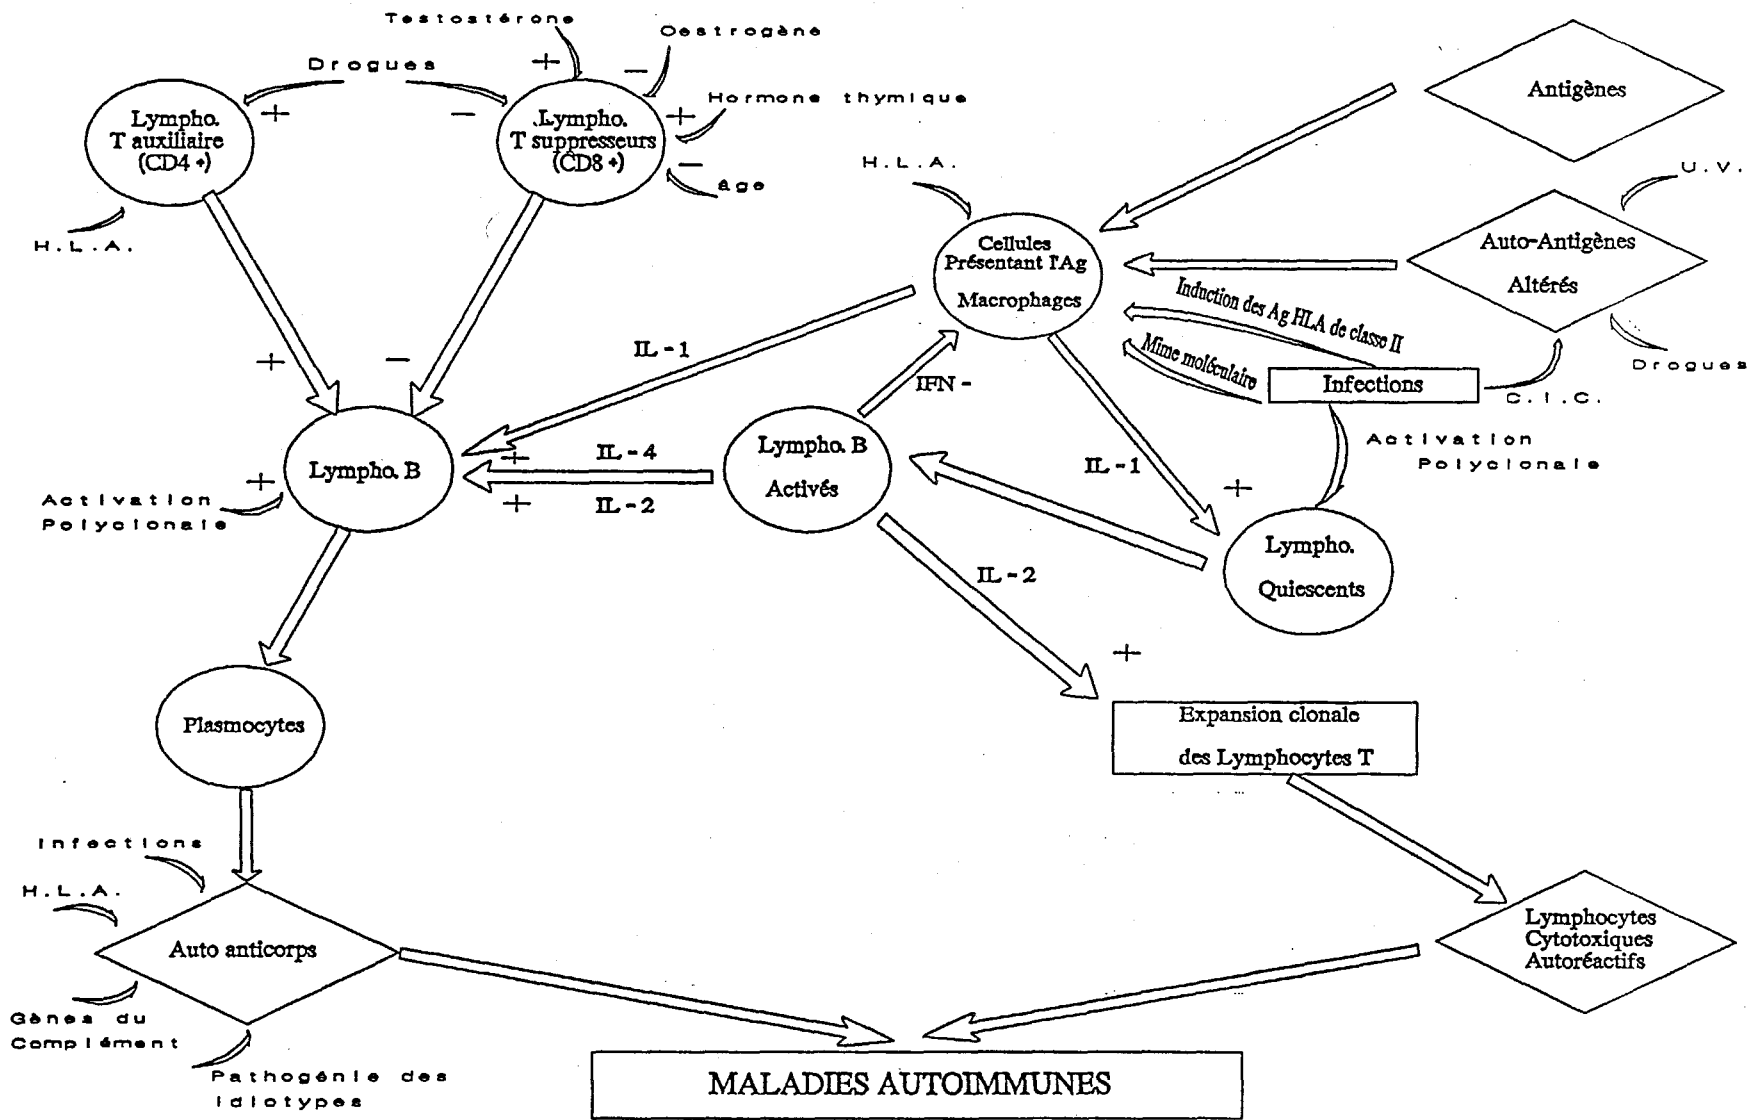 Testostérone
Oestrogène
Drogues
Hormone thymique
âge
+
-
+
-
+
-
Lympho.
T auxiliaire
(CD4 +)
Lympho.
T suppresseurs
(CD8 +)
H.L.A.
Antigènes
U.V.
H.L.A.
Cellules
Présentant l'Ag
Macrophages
Auto-Antigènes
Altérés
Drogues
Induction des Ag HLA de classe II
Mime moléculaire
Infections
C.I.C.
Activation
Polyclonale
+
-
IL - 1
IFN -
IL - 1
+
Lympho. B
+
Activation
Polyclonale
+
IL - 4
+
IL - 2
Lympho. B
Activés
Lympho.
Quiescents
IL - 2
+
Plasmocytes
Expansion clonale
des Lymphocytes T
Infections
H.L.A.
Auto anticorps
Gènes du
Complément
Pathogénie des
idiotypes
Lymphocytes
Cytotoxiques
Autoréactifs
MALADIES AUTOIMMUNES